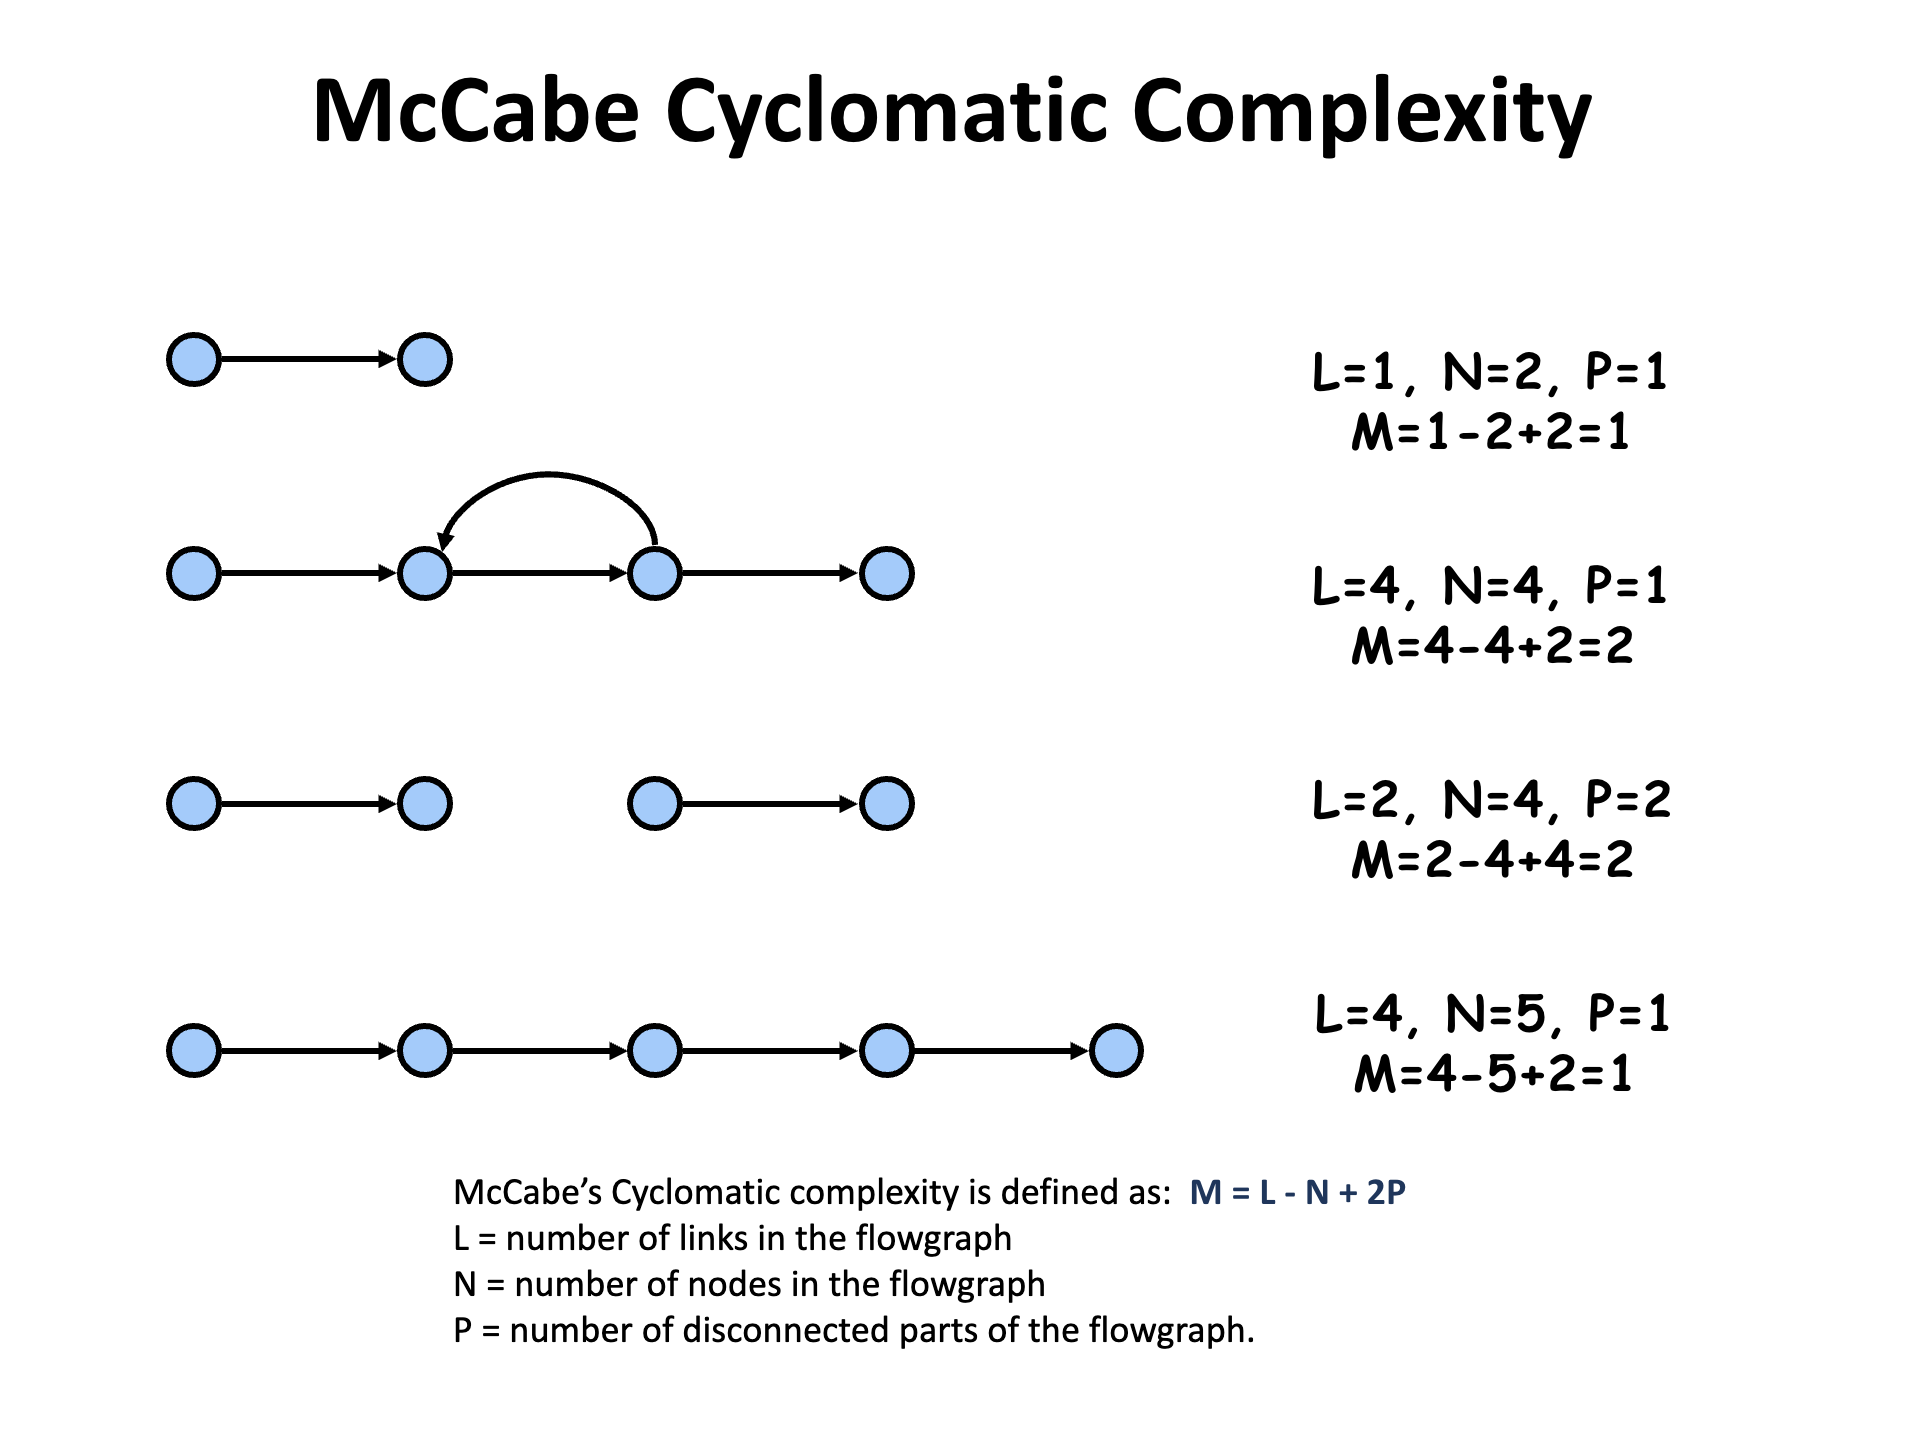 McCabe Cyclomatic Complexity
L=1, N=2, P=1
M=1-2+2=1
L=4, N=4, P=1
M=4-4+2=2
L=2, N=4, P=2
M=2-4+4=2
L=4, N=5, P=1
M=4-5+2=1
McCabe’s Cyclomatic complexity is defined as: M = L - N + 2P
L = number of links in the flowgraph
N = number of nodes in the flowgraph
P = number of disconnected parts of the flowgraph.